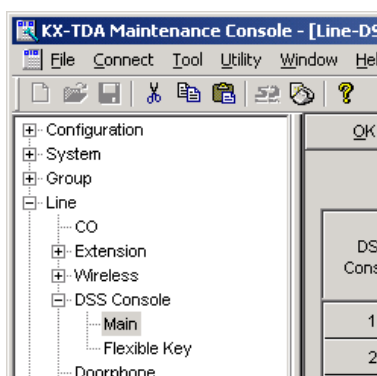 KX-TDA Maintenance Console - [Line-DS
File Connect Tool Utility Window Hel
Configuration
OK
System
Group
Line
CO
Extension
DS
Wireless
Cons
DSS Console
Main
1
Flexible Key
2
Doorphone